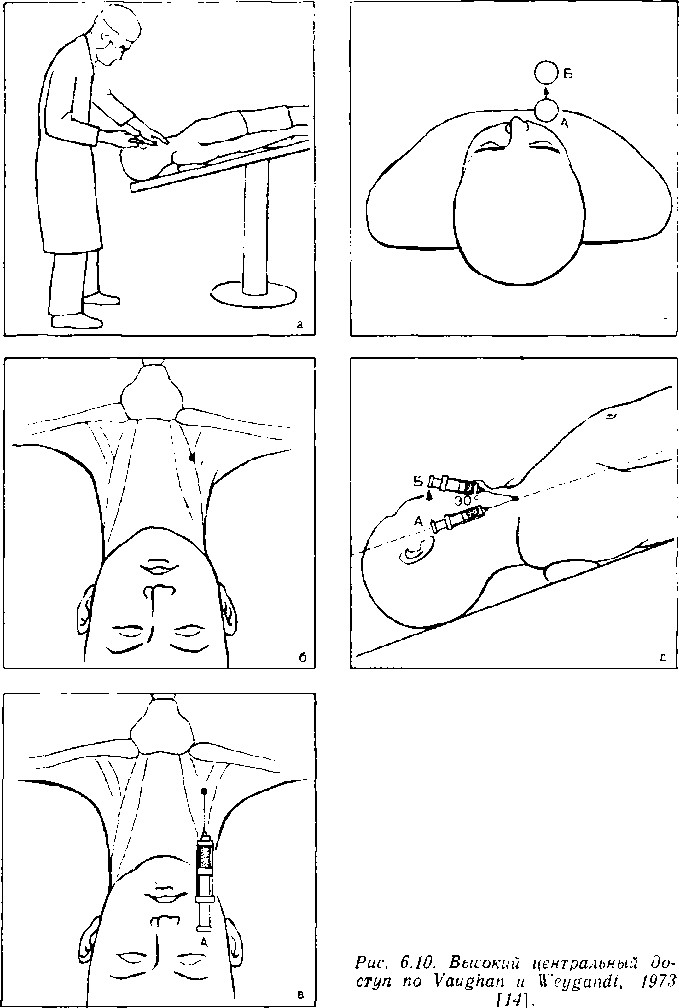 а
Б
А
б
Б
30°
А
г
А
в
Рис. 6.10. Высокий центральный до-
ступ по Vaughan и Weygandt, 1973
[14].